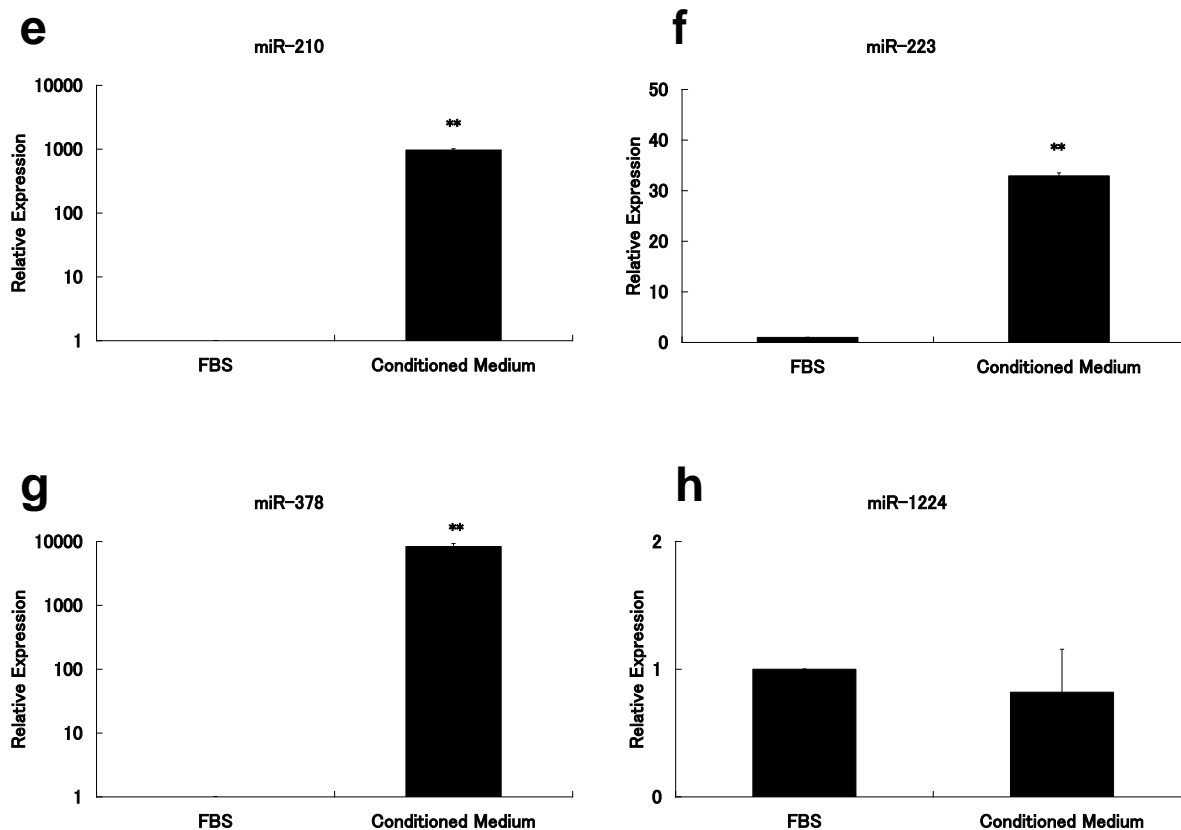 e
miR-210
10000
1000
100
10
1
Relative Expression
**
FBS
Conditioned Medium
f
miR-223
50
40
30
20
10
0
Relative Expression
**
FBS
Conditioned Medium
g
miR-378
10000
1000
100
10
1
Relative Expression
**
FBS
Conditioned Medium
h
miR-1224
2
1
0
Relative Expression
FBS
Conditioned Medium